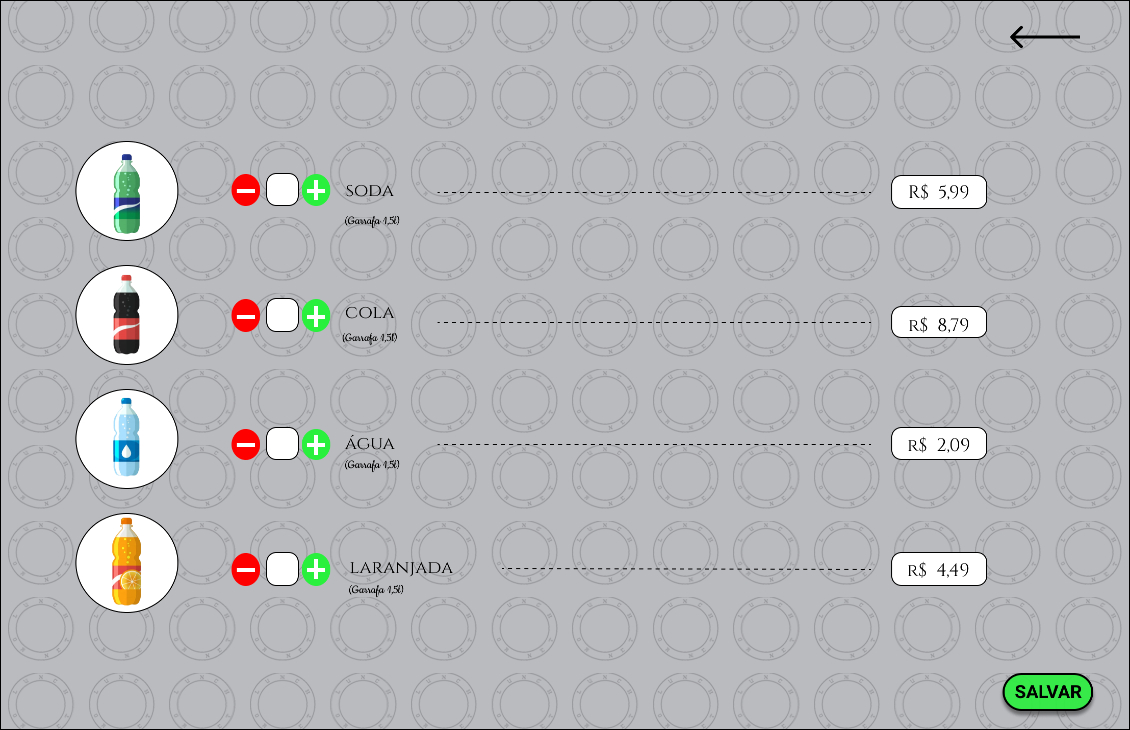 SODA
R$ 5,99
(Garrafa 1,5l)
COLA
R$ 8,79
(Garrafa 1,5l)
ÁGUA
R$ 2,09
(Garrafa 1,5l)
LARANJADA
R$ 4,49
(Garrafa 1,5l)
SALVAR